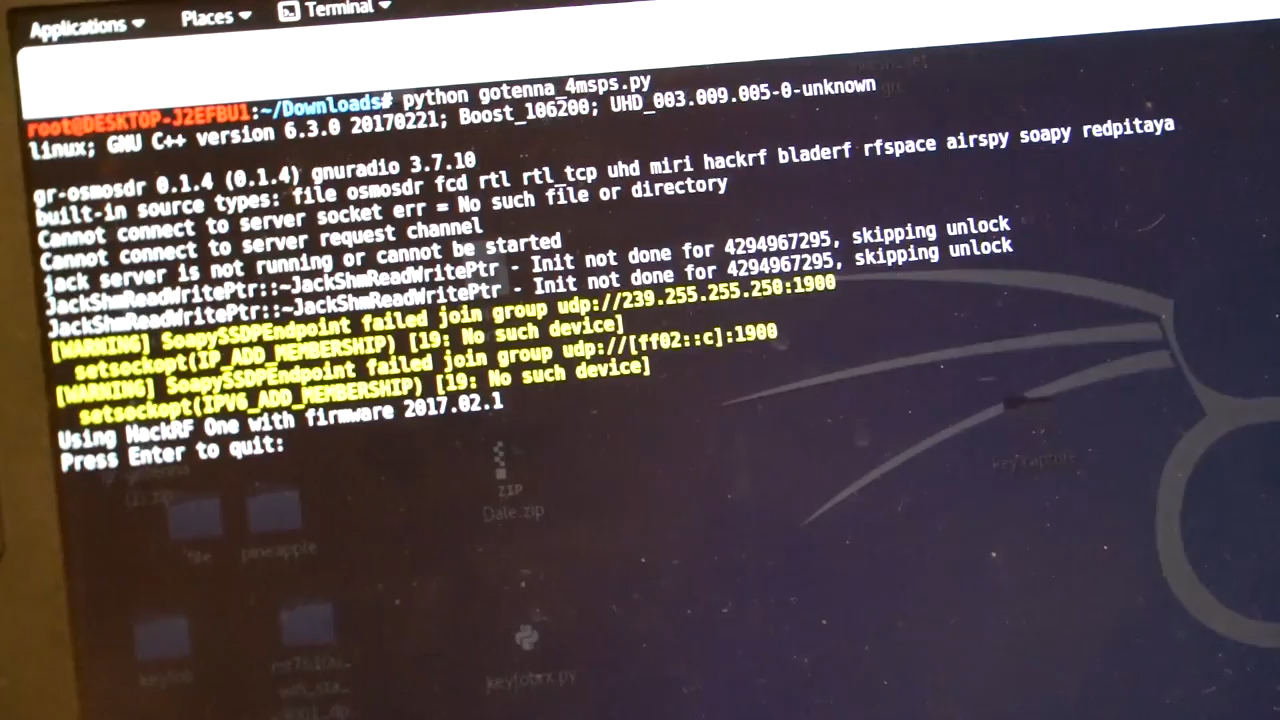 Applications
Places
Terminal
root@DESKTOP-J2EFBU1:~/Downloads# python gotenna_4msps.py
linux; GNU C++ version 6.3.0 20170221; Boost_106200; UHD_003.009.005-0-unknown
gr-osmosdr 0.1.4 (0.1.4) gnuradio 3.7.10
built-in source types: file osmosdr fcd rtl rtl_tcp uhd miri hackrf bladerf rfspace airspy soapy redpitaya
Cannot connect to server socket err = No such file or directory
Cannot connect to server request channel
jack server is not running or cannot be started
JackShmReadWritePtr::~JackShmReadWritePtr - Init not done for 4294967295, skipping unlock
JackShmReadWritePtr::~JackShmReadWritePtr - Init not done for 4294967295, skipping unlock
[WARNING] SoapySSDPEndpoint failed join group udp://239.255.255.250:1900
setsockopt(IP_ADD_MEMBERSHIP) [19: No such device]
[WARNING] SoapySSDPEndpoint failed join group udp://[ff02::c]:1900
setsockopt(IPV6_ADD_MEMBERSHIP) [19: No such device]
Using HackRF One with firmware 2017.02.1
Press Enter to quit:
ZIP
Dale.zip
file
pineapple
keyfob
keyfobrx.py